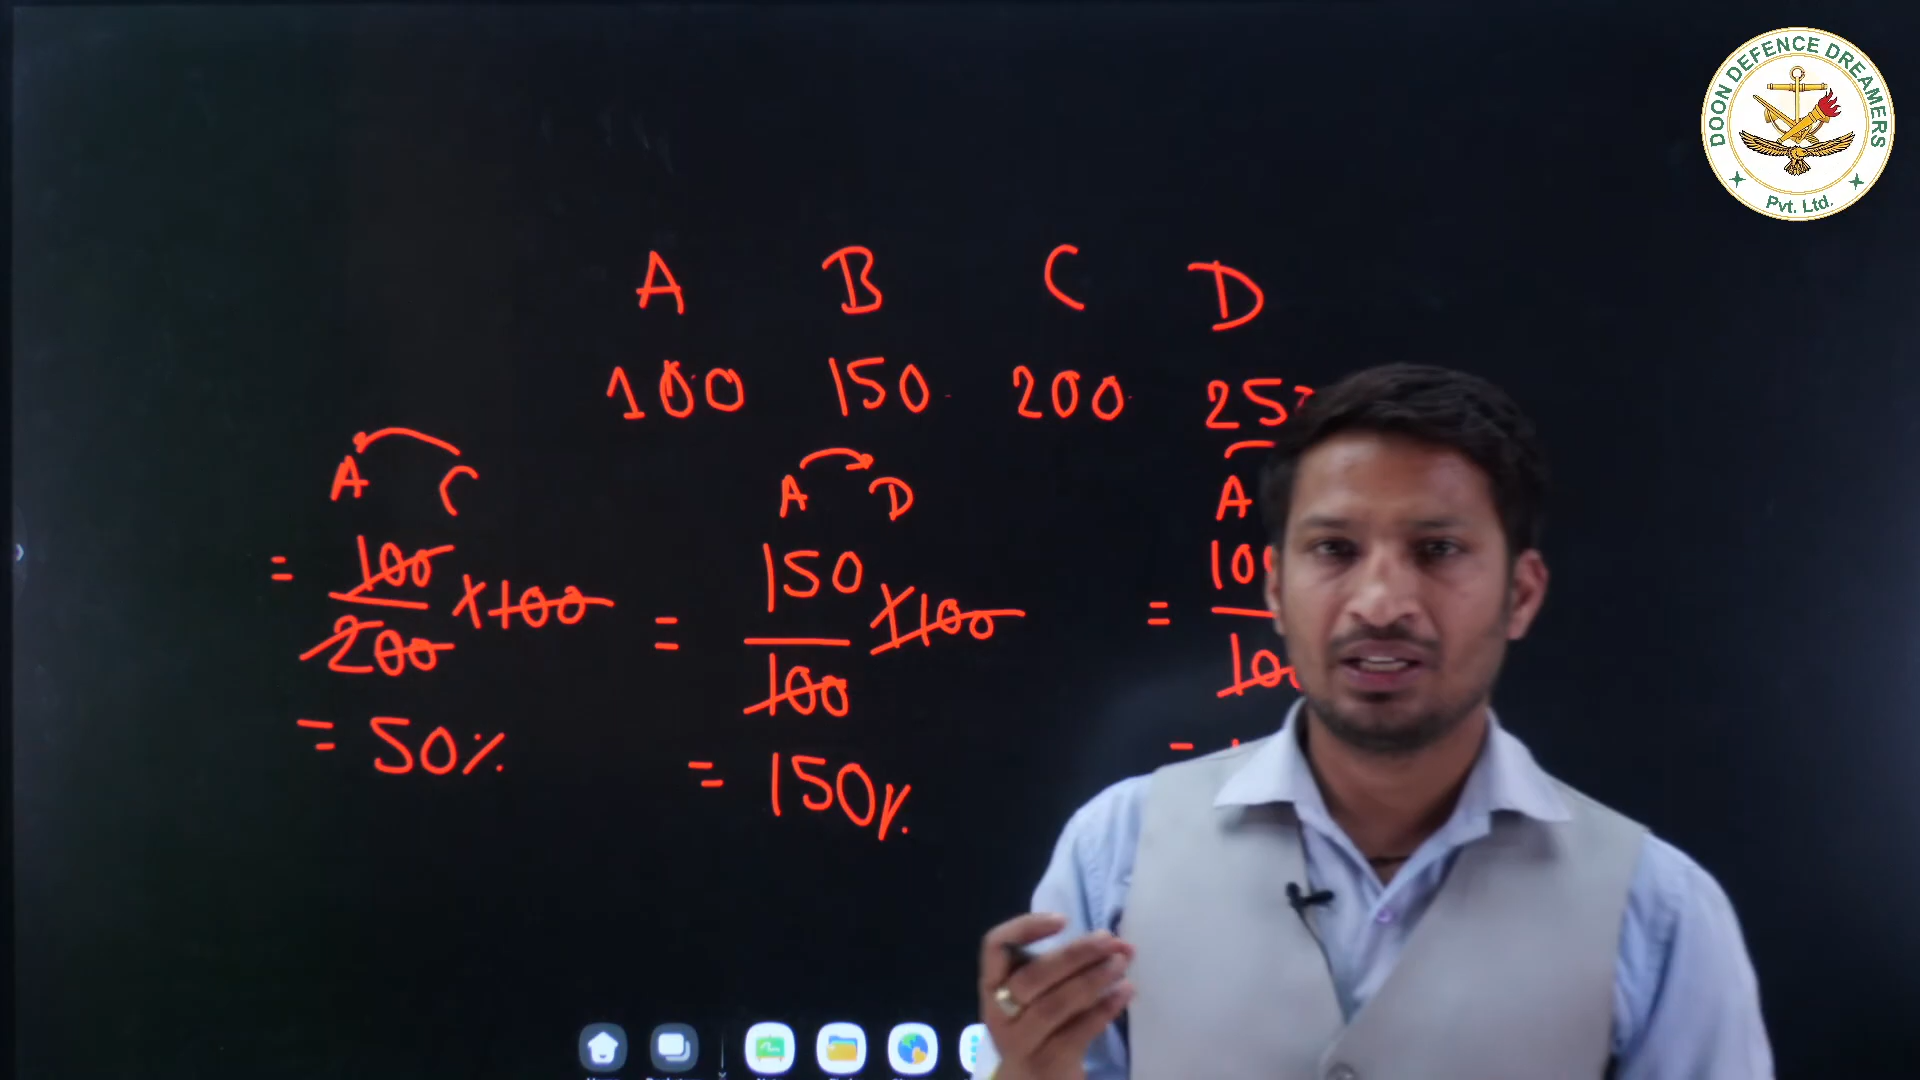 DOON DEFENCE DREAMERS
Pvt. Ltd.
A B C D
100 150 200 25
A C
A D
A
= 100/200 × 100
= 150/100 × 100
= 10
= 50%
= 150%
=